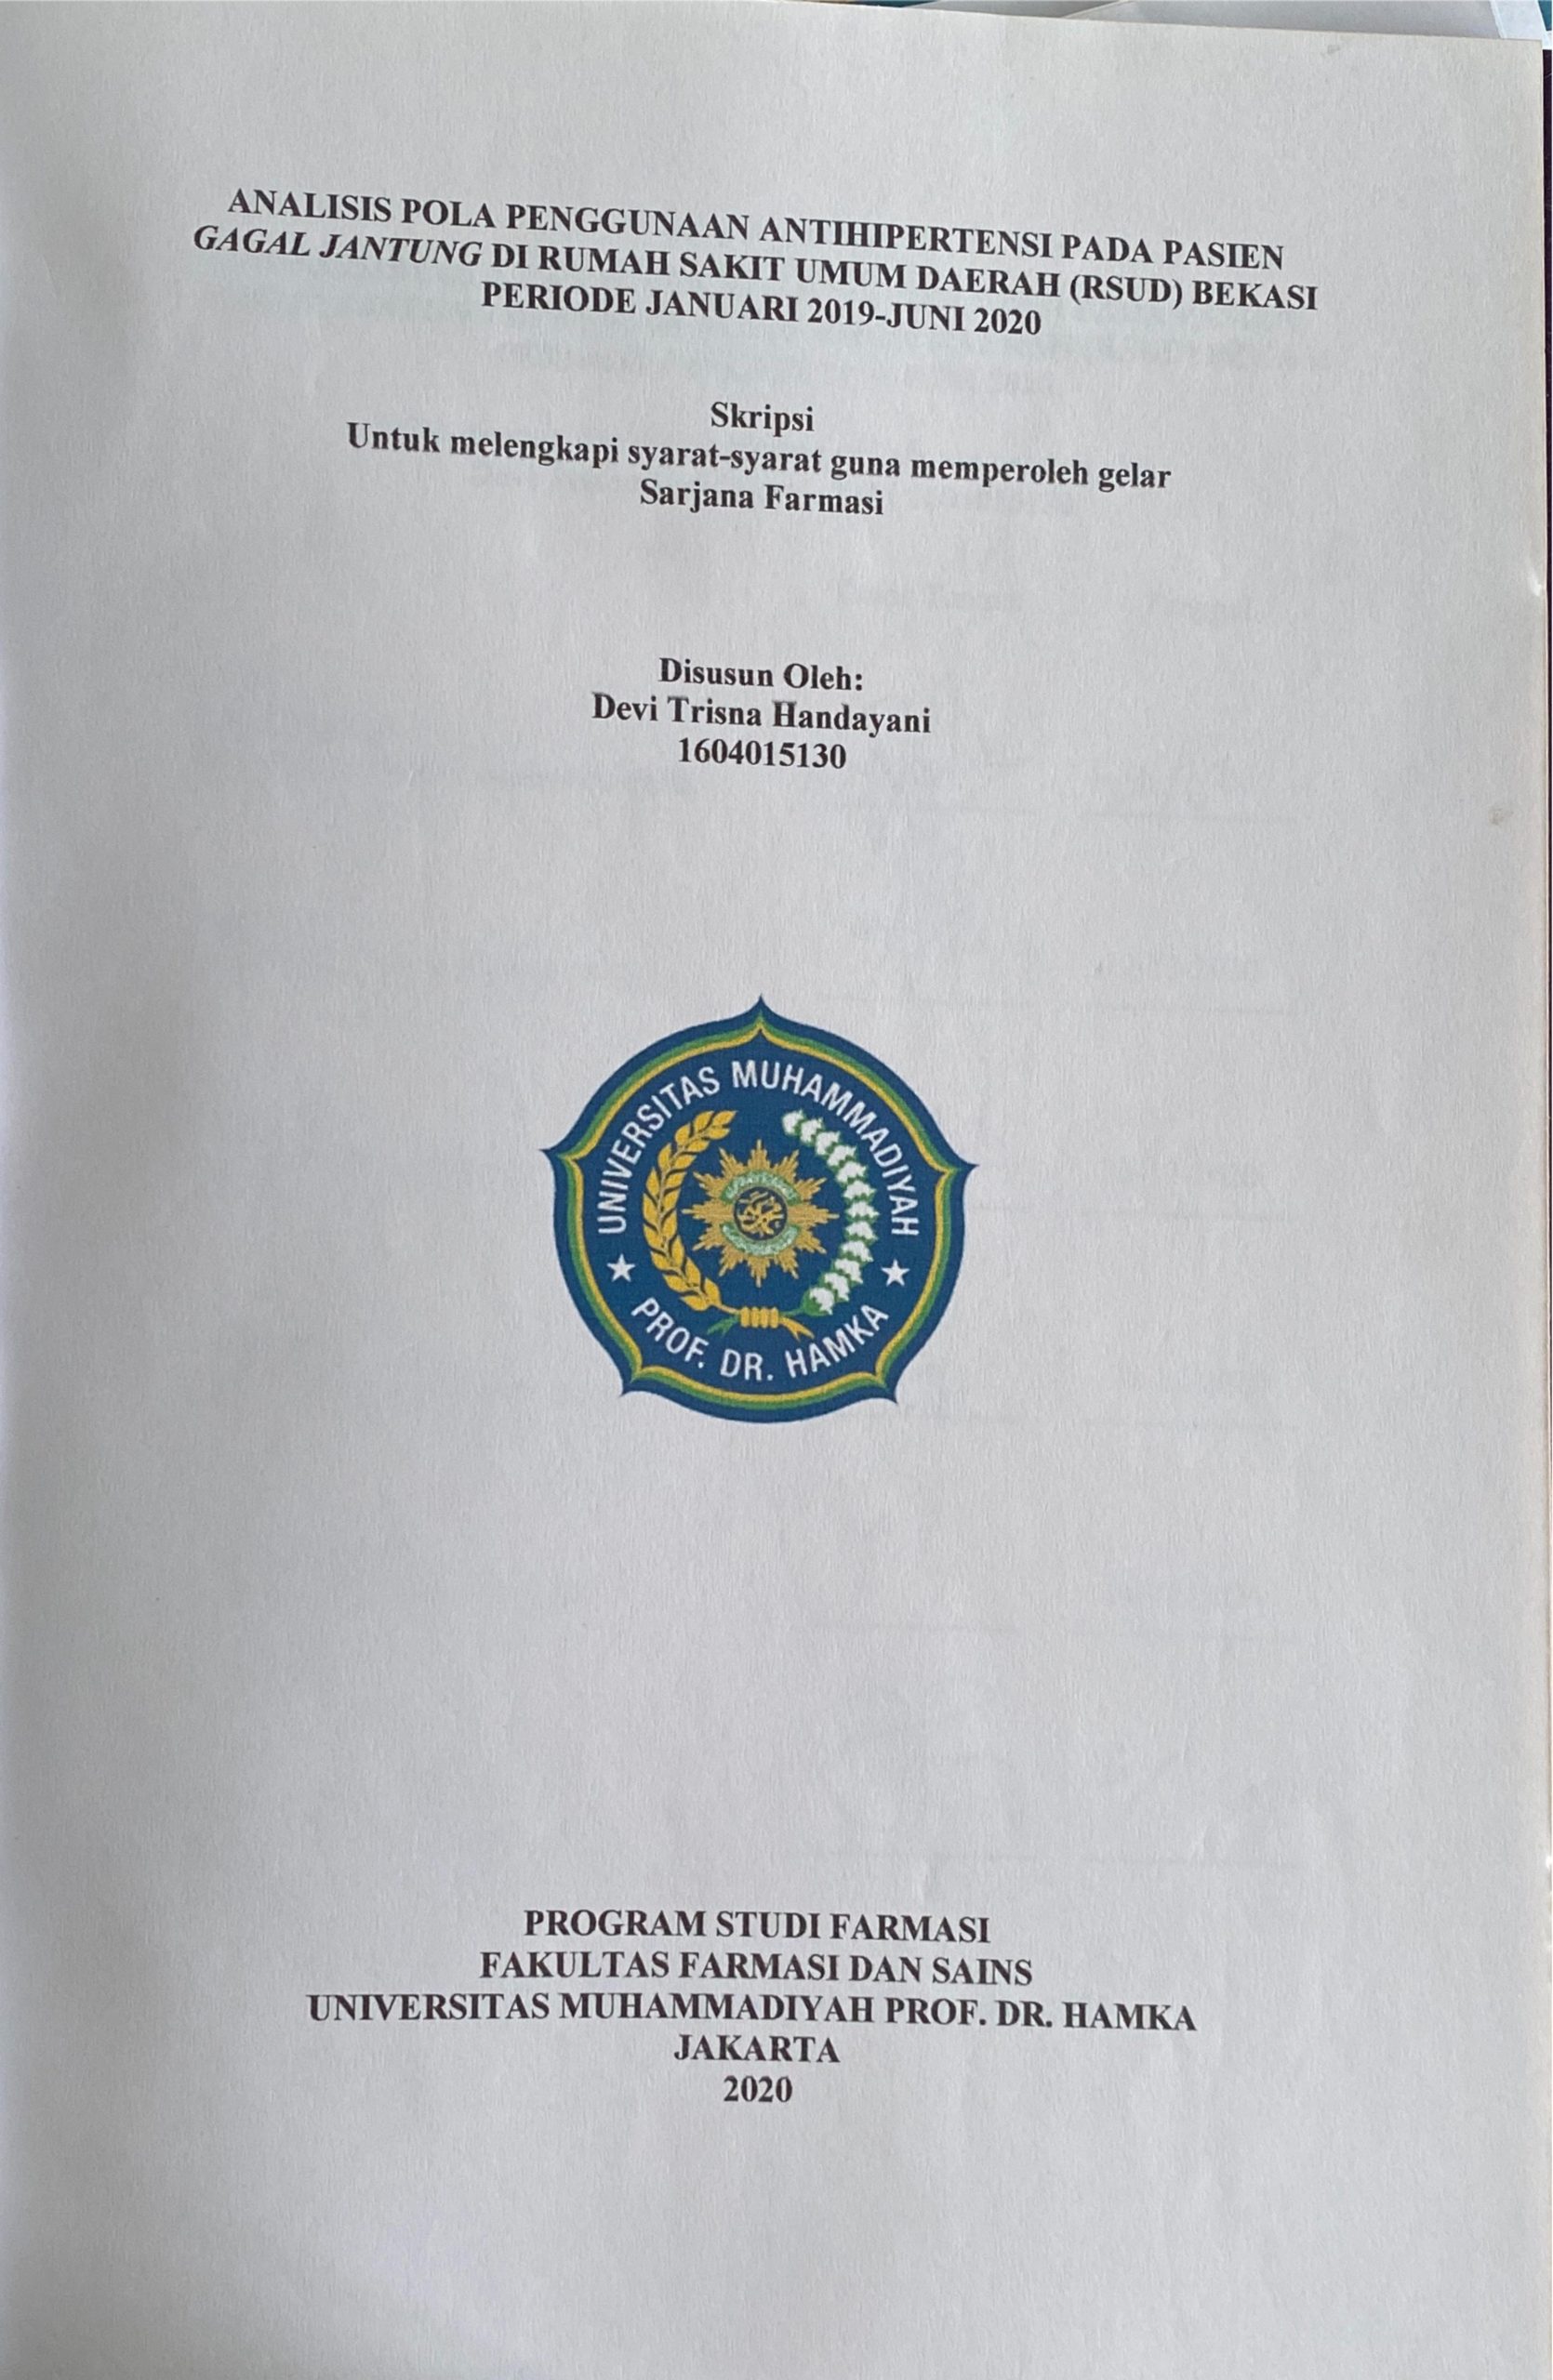 ANALISIS POLA PENGGUNAAN ANTIHIPERTENSI PADA PASIEN
GAGAL JANTUNG DI RUMAH SAKIT UMUM DAERAH (RSUD) BEKASI
PERIODE JANUARI 2019-JUNI 2020
Skripsi
Untuk melengkapi syarat-syarat guna memperoleh gelar
Sarjana Farmasi
Disusun Oleh:
Devi Trisna Handayani
1604015130
UNIVERSITAS MUHAMMADIYAH
PROF. DR. HAMKA
PROGRAM STUDI FARMASI
FAKULTAS FARMASI DAN SAINS
UNIVERSITAS MUHAMMADIYAH PROF. DR. HAMKA
JAKARTA
2020